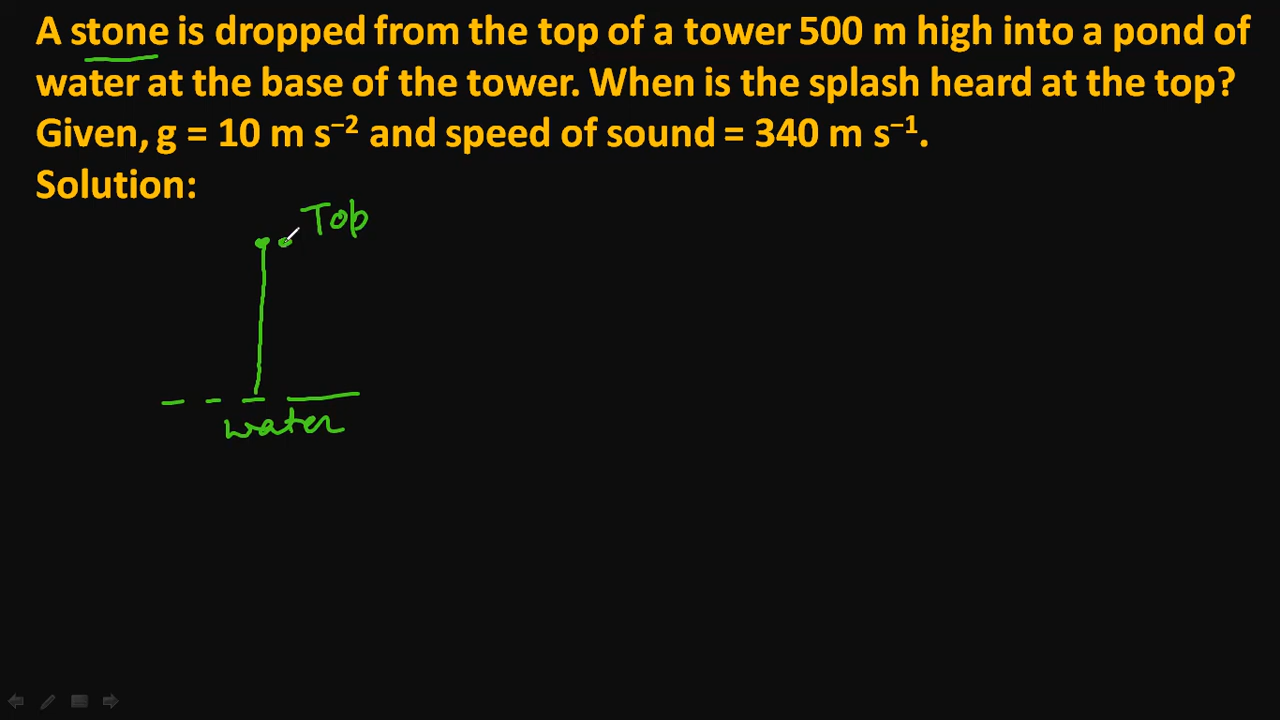 A stone is dropped from the top of a tower 500 m high into a pond of
water at the base of the tower. When is the splash heard at the top?
Given, g = 10 m s⁻² and speed of sound = 340 m s⁻¹.
Solution:
Top
water